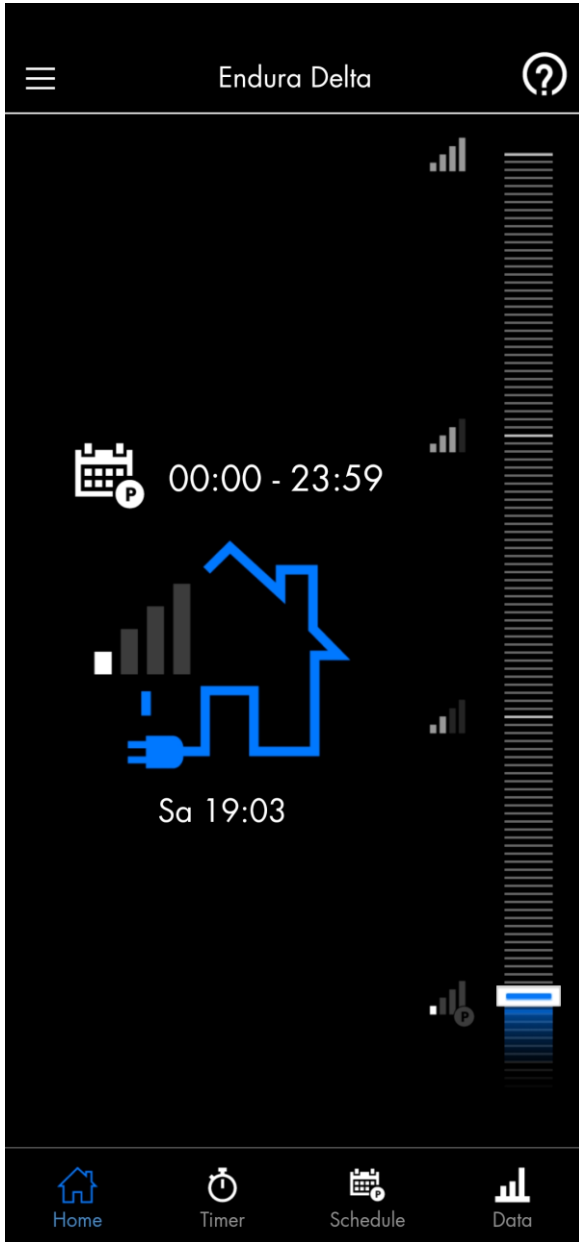 Endura Delta
P 00:00 - 23:59
Sa 19:03
P
Home Timer Schedule Data